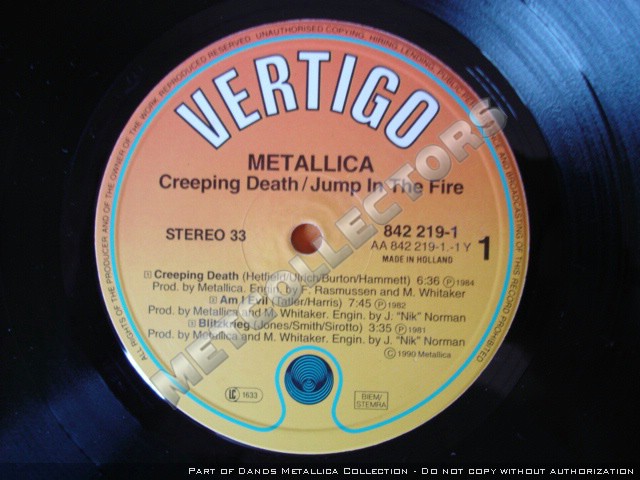 ALL RIGHTS OF THE PRODUCER AND OF THE OWNER OF THE WORK REPRODUCED RESERVED. UNAUTHORISED COPYING, HIRING, LENDING, PUBLIC PERFORMANCE AND BROADCASTING OF THIS RECORD PROHIBITED
VERTIGO
METALLICA
Creeping Death/Jump In The Fire
STEREO 33
842 219-1
AA 842 219-1.-1 Y
1
MADE IN HOLLAND
1 Creeping Death (Hetfield/Ulrich/Burton/Hammett) 6:36 Ⓟ 1984
Prod. by Metallica. Engin. by F. Rasmussen and M. Whitaker
2 Am I Evil (Tatler/Harris) 7:45 Ⓟ 1982
Prod. by Metallica and M. Whitaker. Engin. by J. "Nik" Norman
3 Blitzkrieg (Jones/Smith/Sirotto) 3:35 Ⓟ 1981
Prod. by Metallica and M. Whitaker. Engin. by J. "Nik" Norman
© 1990 Metallica
LC 1633
BIEM/
STEMRA
METCOLLECTORS
Part of Dands Metallica Collection - Do not copy without authorization